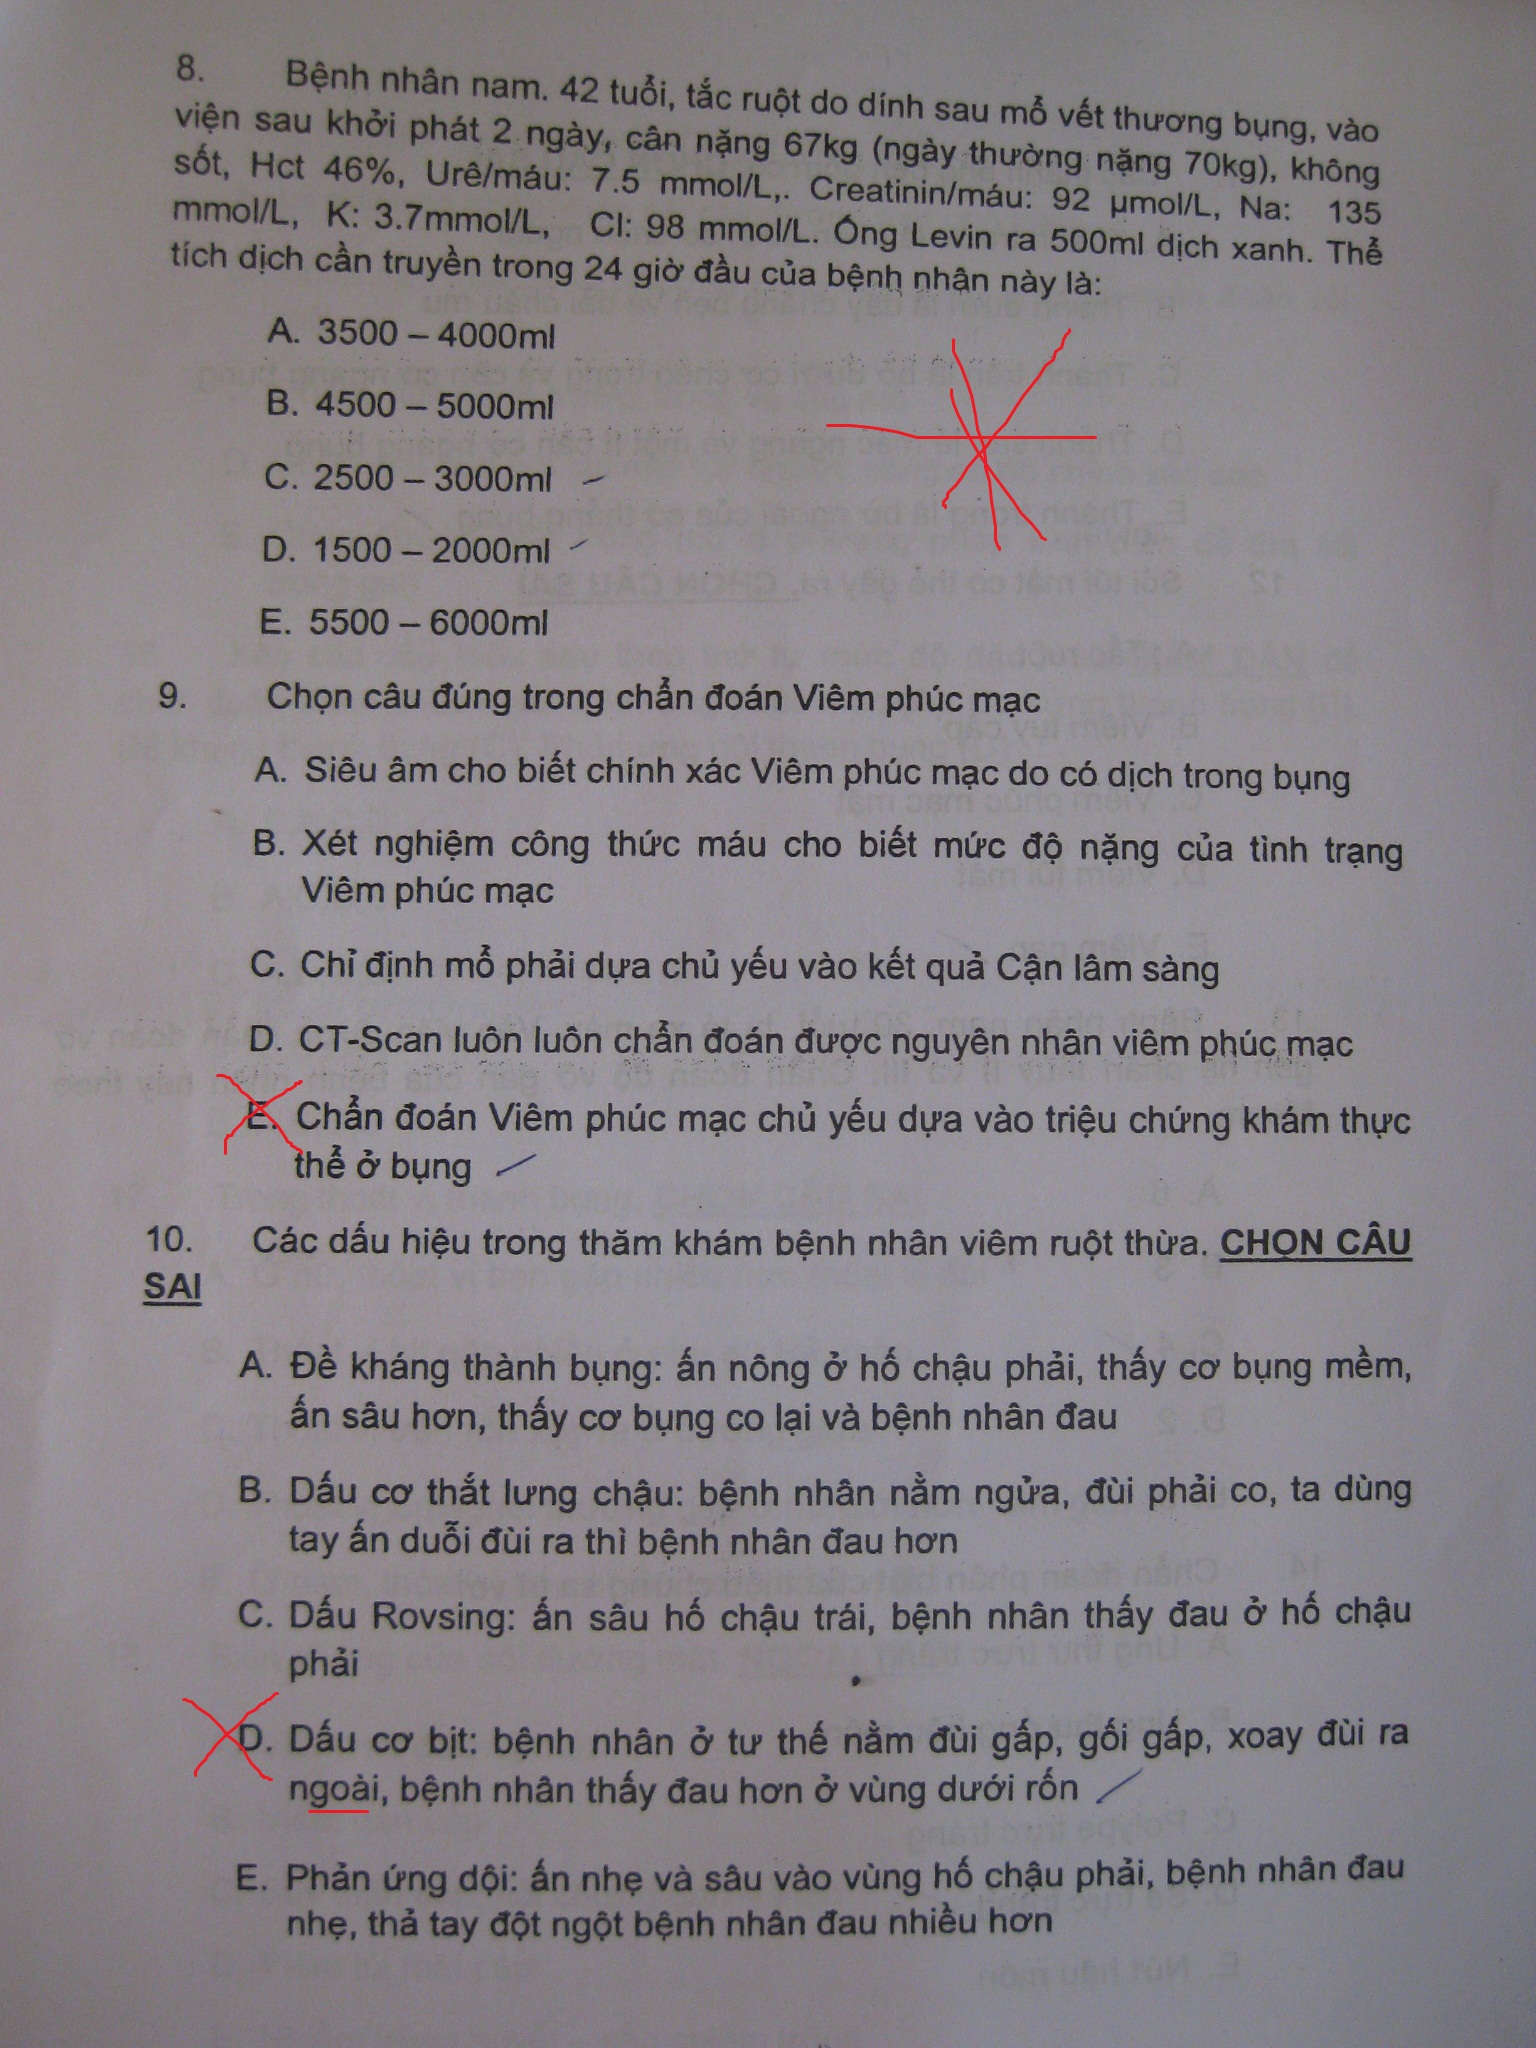 8. Bệnh nhân nam. 42 tuổi, tắc ruột do dính sau mổ vết thương bụng, vào
viện sau khởi phát 2 ngày, cân nặng 67kg (ngày thường nặng 70kg), không
sốt, Hct 46%, Urê/máu: 7.5 mmol/L,. Creatinin/máu: 92 µmol/L, Na: 135
mmol/L, K: 3.7mmol/L, Cl: 98 mmol/L. Ống Levin ra 500ml dịch xanh. Thể
tích dịch cần truyền trong 24 giờ đầu của bệnh nhân này là:
A. 3500 – 4000ml
B. 4500 – 5000ml
C. 2500 – 3000ml
D. 1500 – 2000ml
E. 5500 – 6000ml
9. Chọn câu đúng trong chẩn đoán Viêm phúc mạc
A. Siêu âm cho biết chính xác Viêm phúc mạc do có dịch trong bụng
B. Xét nghiệm công thức máu cho biết mức độ nặng của tình trạng
Viêm phúc mạc
C. Chỉ định mổ phải dựa chủ yếu vào kết quả Cận lâm sàng
D. CT-Scan luôn luôn chẩn đoán được nguyên nhân viêm phúc mạc
E. Chẩn đoán Viêm phúc mạc chủ yếu dựa vào triệu chứng khám thực
thể ở bụng
10. Các dấu hiệu trong thăm khám bệnh nhân viêm ruột thừa. CHỌN CÂU
SAI
A. Đề kháng thành bụng: ấn nông ở hố chậu phải, thấy cơ bụng mềm,
ấn sâu hơn, thấy cơ bụng co lại và bệnh nhân đau
B. Dấu cơ thắt lưng chậu: bệnh nhân nằm ngửa, đùi phải co, ta dùng
tay ấn duỗi đùi ra thì bệnh nhân đau hơn
C. Dấu Rovsing: ấn sâu hố chậu trái, bệnh nhân thấy đau ở hố chậu
phải
D. Dấu cơ bịt: bệnh nhân ở tư thế nằm đùi gấp, gối gấp, xoay đùi ra
ngoài, bệnh nhân thấy đau hơn ở vùng dưới rốn
E. Phản ứng dội: ấn nhẹ và sâu vào vùng hố chậu phải, bệnh nhân đau
nhẹ, thả tay đột ngột bệnh nhân đau nhiều hơn